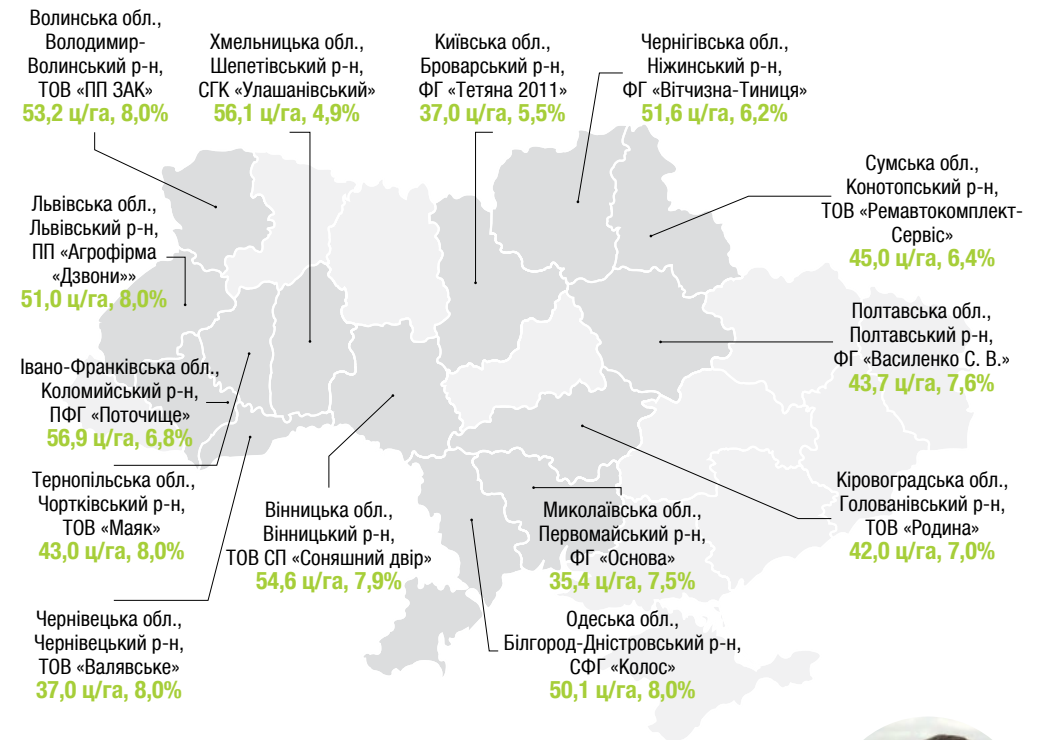 Волинська обл.,
Володимир-
Волинський р-н,
ТОВ «ПП ЗАК»
53,2 ц/га, 8,0%
Хмельницька обл.,
Шепетівський р-н,
СГК «Улашанівський»
56,1 ц/га, 4,9%
Київська обл.,
Броварський р-н,
ФГ «Тетяна 2011»
37,0 ц/га, 5,5%
Чернігівська обл.,
Ніжинський р-н,
ФГ «Вітчизна-Тиниця»
51,6 ц/га, 6,2%
Сумська обл.,
Конотопський р-н,
ТОВ «Ремавтокомплект-
Сервіс»
45,0 ц/га, 6,4%
Львівська обл.,
Львівський р-н,
ПП «Агрофірма
«Дзвони»»
51,0 ц/га, 8,0%
Полтавська обл.,
Полтавський р-н,
ФГ «Василенко С. В.»
43,7 ц/га, 7,6%
Івано-Франківська обл.,
Коломийський р-н,
ПФГ «Поточище»
56,9 ц/га, 6,8%
Тернопільська обл.,
Чортківський р-н,
ТОВ «Маяк»
43,0 ц/га, 8,0%
Вінницька обл.,
Вінницький р-н,
ТОВ СП «Соняшний двір»
54,6 ц/га, 7,9%
Миколаївська обл.,
Первомайський р-н,
ФГ «Основа»
35,4 ц/га, 7,5%
Кіровоградська обл.,
Голованівський р-н,
ТОВ «Родина»
42,0 ц/га, 7,0%
Чернівецька обл.,
Чернівецький р-н,
ТОВ «Валявське»
37,0 ц/га, 8,0%
Одеська обл.,
Білгород-Дністровський р-н,
СФГ «Колос»
50,1 ц/га, 8,0%